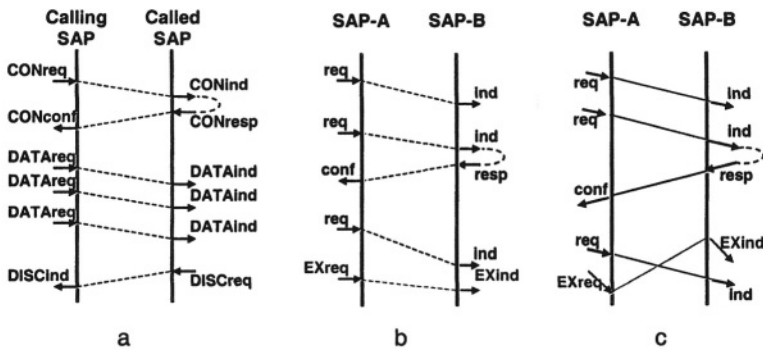 Calling SAP
Called SAP
CONreq
CONind
CONconf
CONresp
DATAreq
DATAreq
DATAind
DATAind
DATAreq
DATAind
DISCind
DISCreq
a
SAP-A
SAP-B
req
ind
req
ind
conf
resp
req
ind
EXreq
EXind
b
SAP-A
SAP-B
req
ind
req
ind
resp
conf
req
EXind
EXreq
ind
c